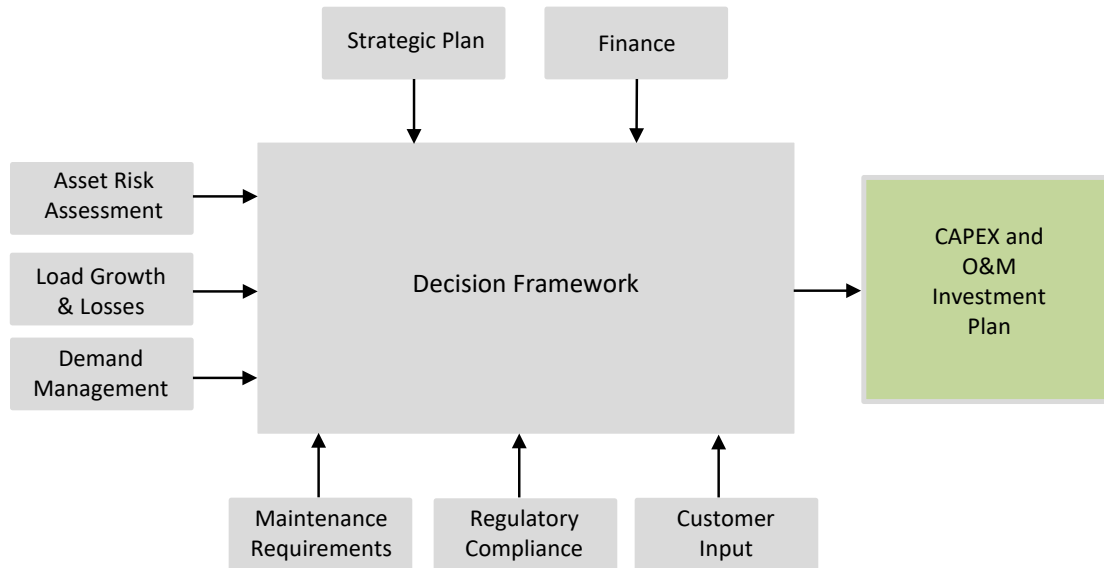 Strategic Plan
Finance
Asset Risk
Assessment
Load Growth
& Losses
Demand
Management
Decision Framework
CAPEX and
O&M
Investment
Plan
Maintenance
Requirements
Regulatory
Compliance
Customer
Input